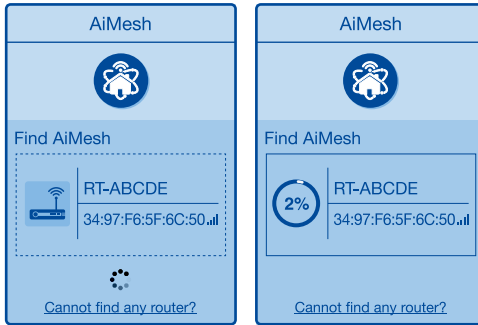 AiMesh
Find AiMesh
RT-ABCDE
34:97:F6:5F:6C:50
Cannot find any router?
AiMesh
Find AiMesh
2%
RT-ABCDE
34:97:F6:5F:6C:50
Cannot find any router?